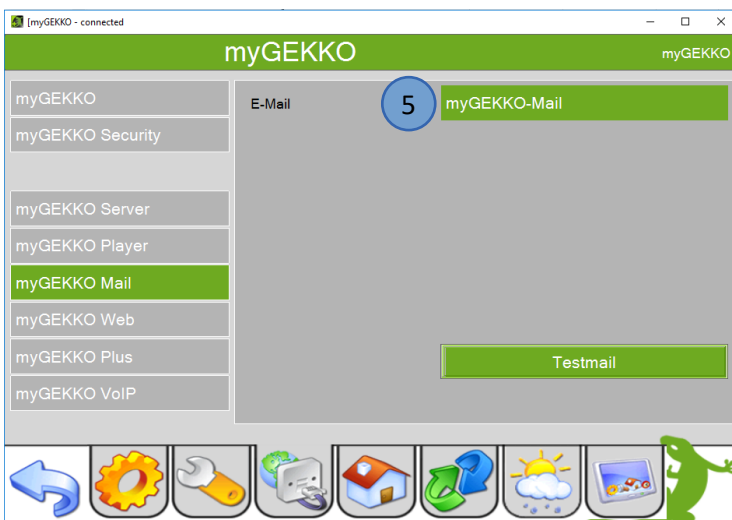 [myGEKKO - connected
myGEKKO
myGEKKO
myGEKKO
myGEKKO Security
myGEKKO Server
myGEKKO Player
myGEKKO Mail
myGEKKO Web
myGEKKO Plus
myGEKKO VoIP
E-Mail
5
myGEKKO-Mail
Testmail